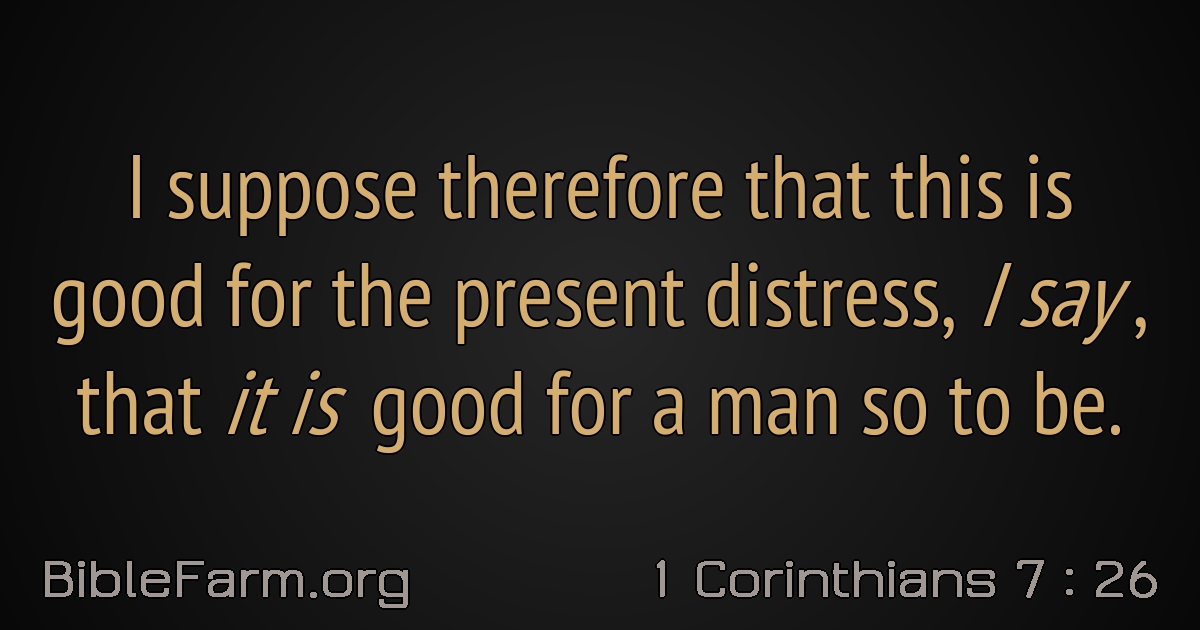 I suppose therefore that this is
good for the present distress, I say,
that it is good for a man so to be.
BibleFarm.org
1 Corinthians 7 : 26